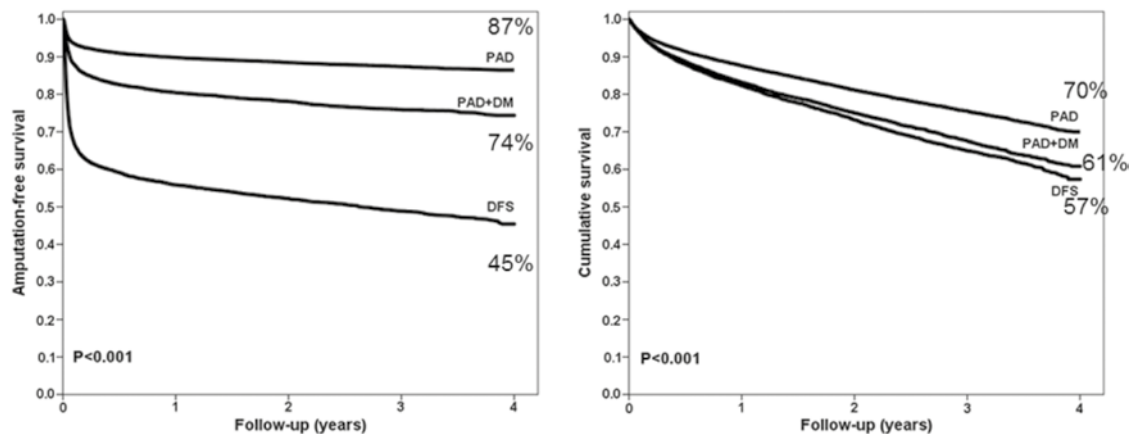 1.0
0.9
0.8
0.7
0.6
0.5
0.4
0.3
0.2
0.1
0.0
Amputation-free survival
87%
PAD
PAD+DM
74%
DFS
45%
P<0.001
0 1 2 3 4
Follow-up (years)
1.0
0.9
0.8
0.7
0.6
0.5
0.4
0.3
0.2
0.1
0.0
Cumulative survival
70%
PAD
PAD+DM
61%
DFS
57%
P<0.001
0 1 2 3 4
Follow-up (years)